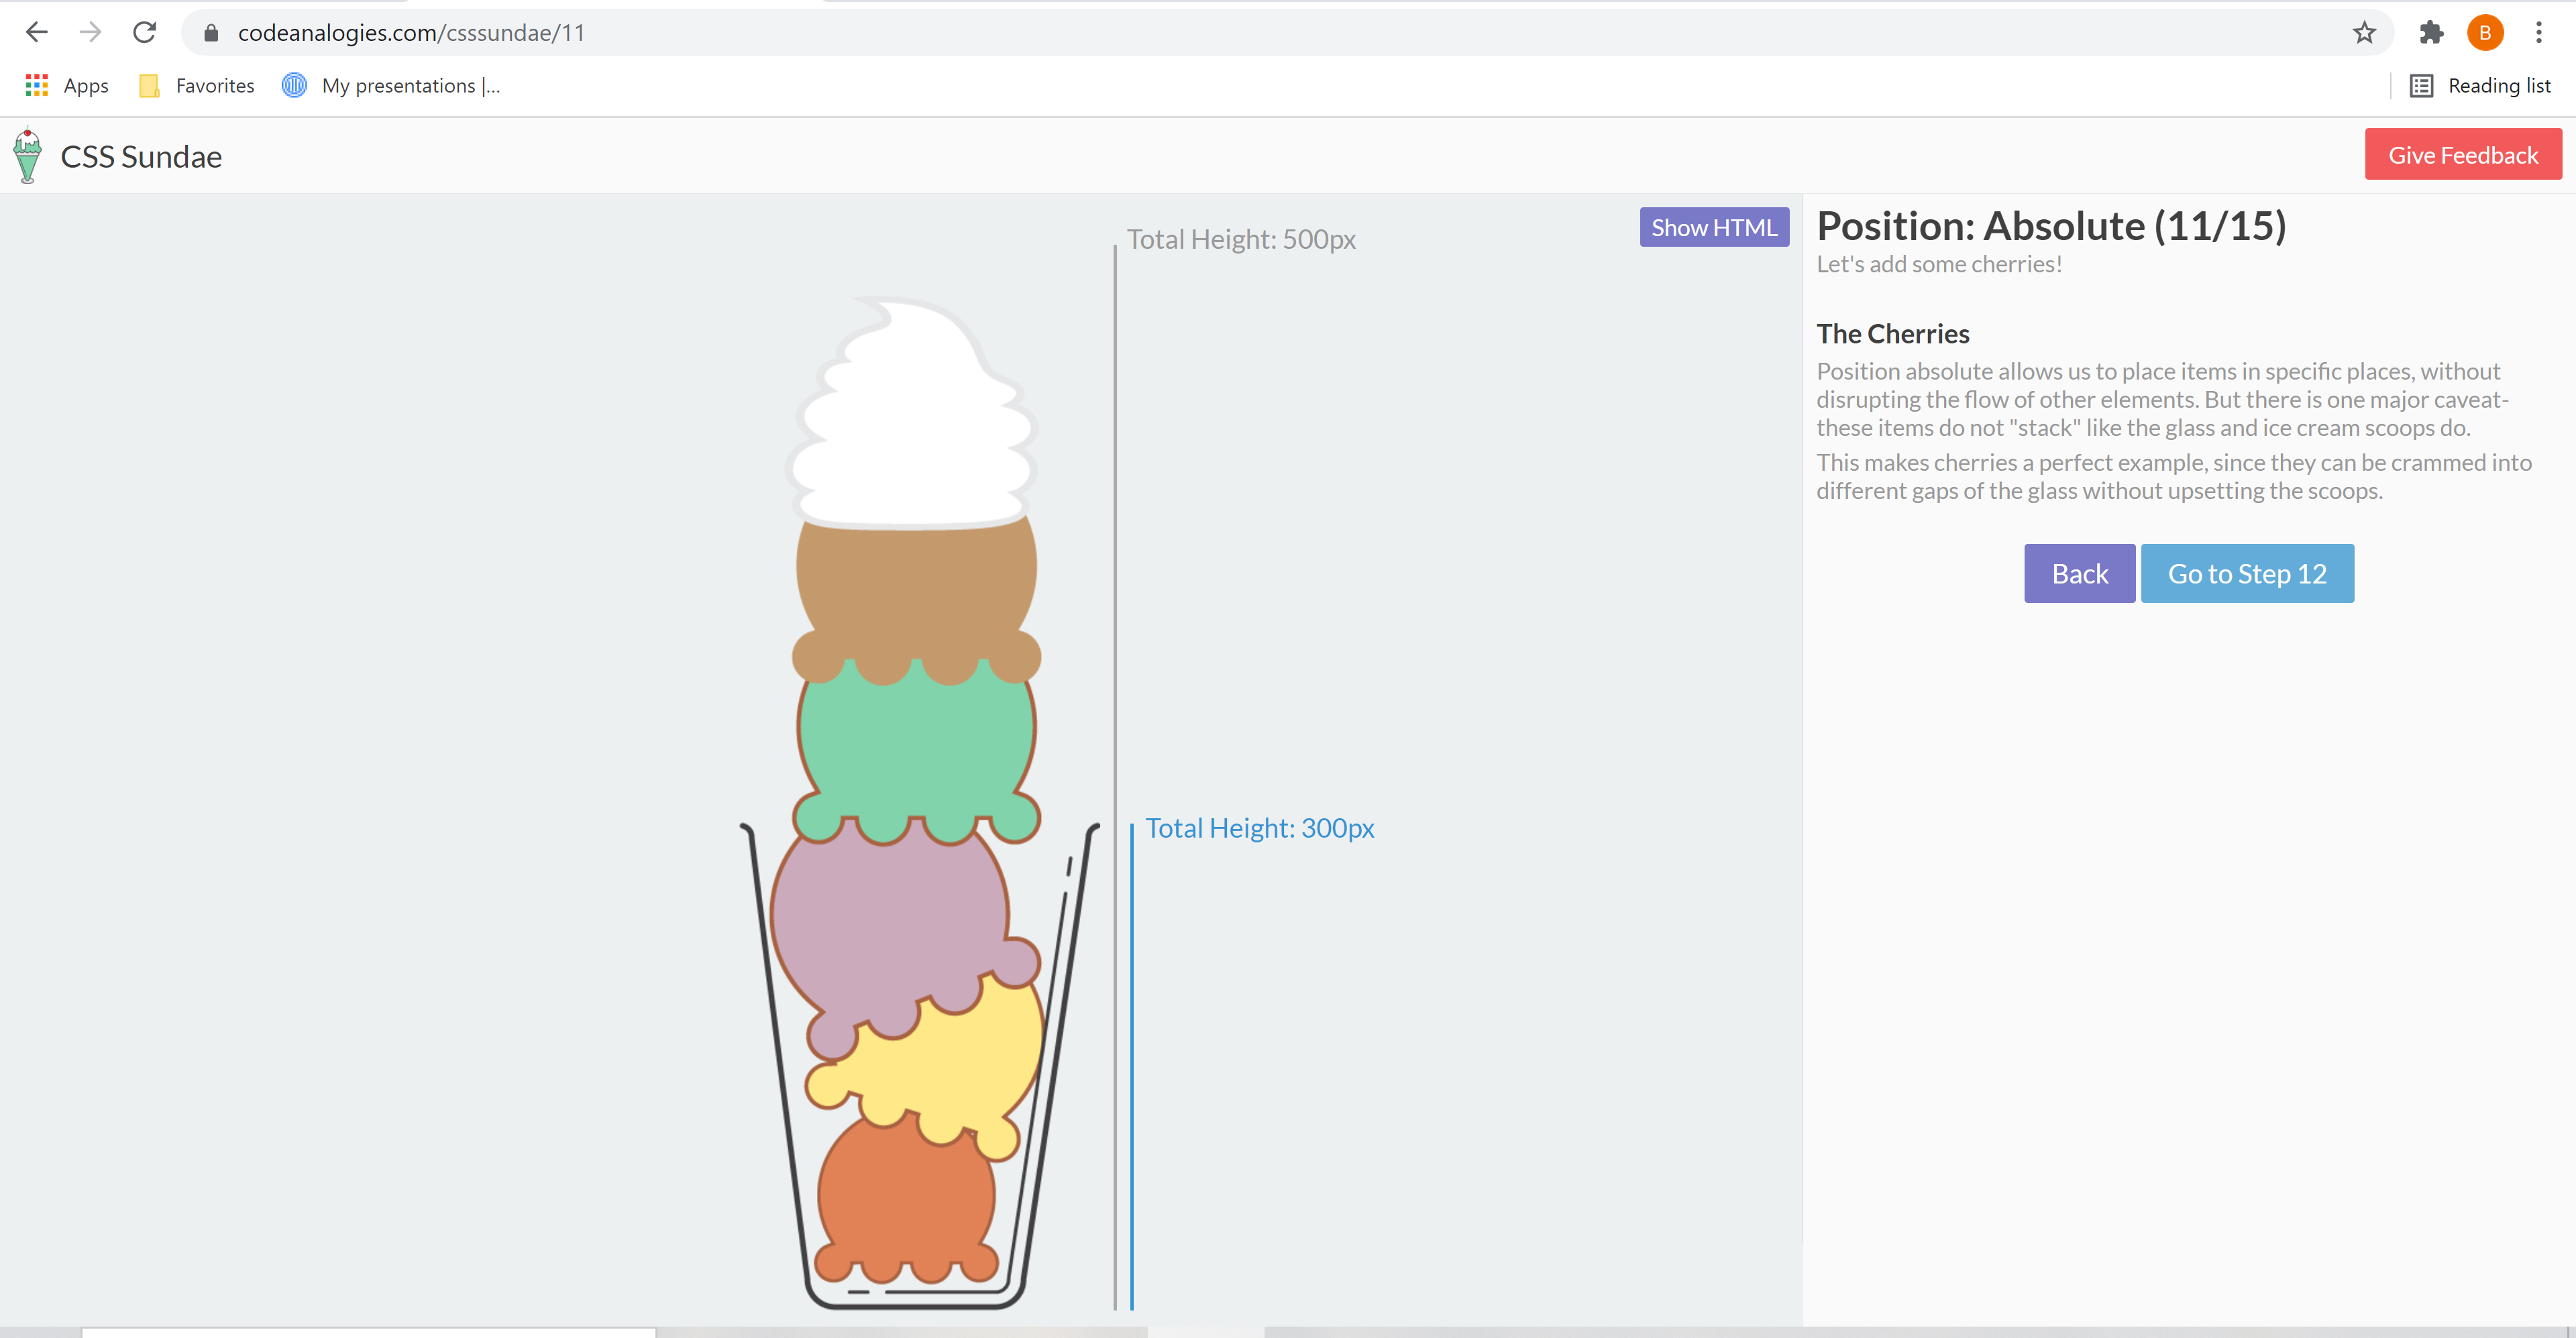 codeanalogies.com/csssundae/11
B
Apps
Favorites
My presentations |...
Reading list
CSS Sundae
Give Feedback
Total Height: 500px
Show HTML
Total Height: 300px
Position: Absolute (11/15)
Let's add some cherries!
The Cherries
Position absolute allows us to place items in specific places, without
disrupting the flow of other elements. But there is one major caveat-
these items do not "stack" like the glass and ice cream scoops do.
This makes cherries a perfect example, since they can be crammed into
different gaps of the glass without upsetting the scoops.
Back
Go to Step 12